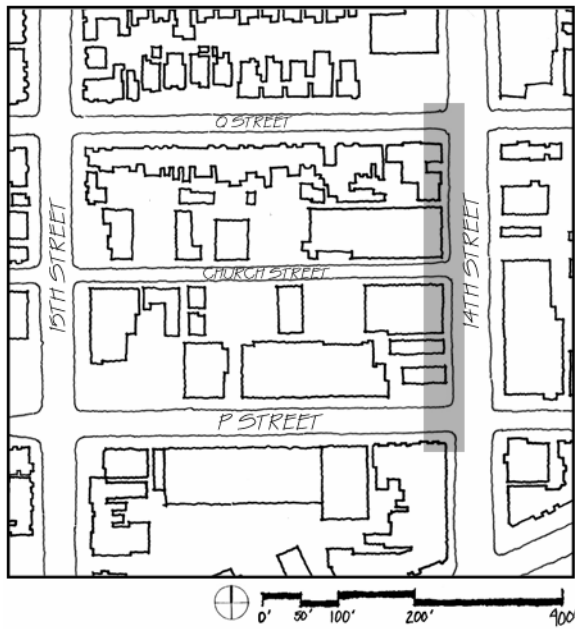 Q STREET
15TH STREET
14TH STREET
CHURCH STREET
P STREET
0' 50' 100' 200' 400'